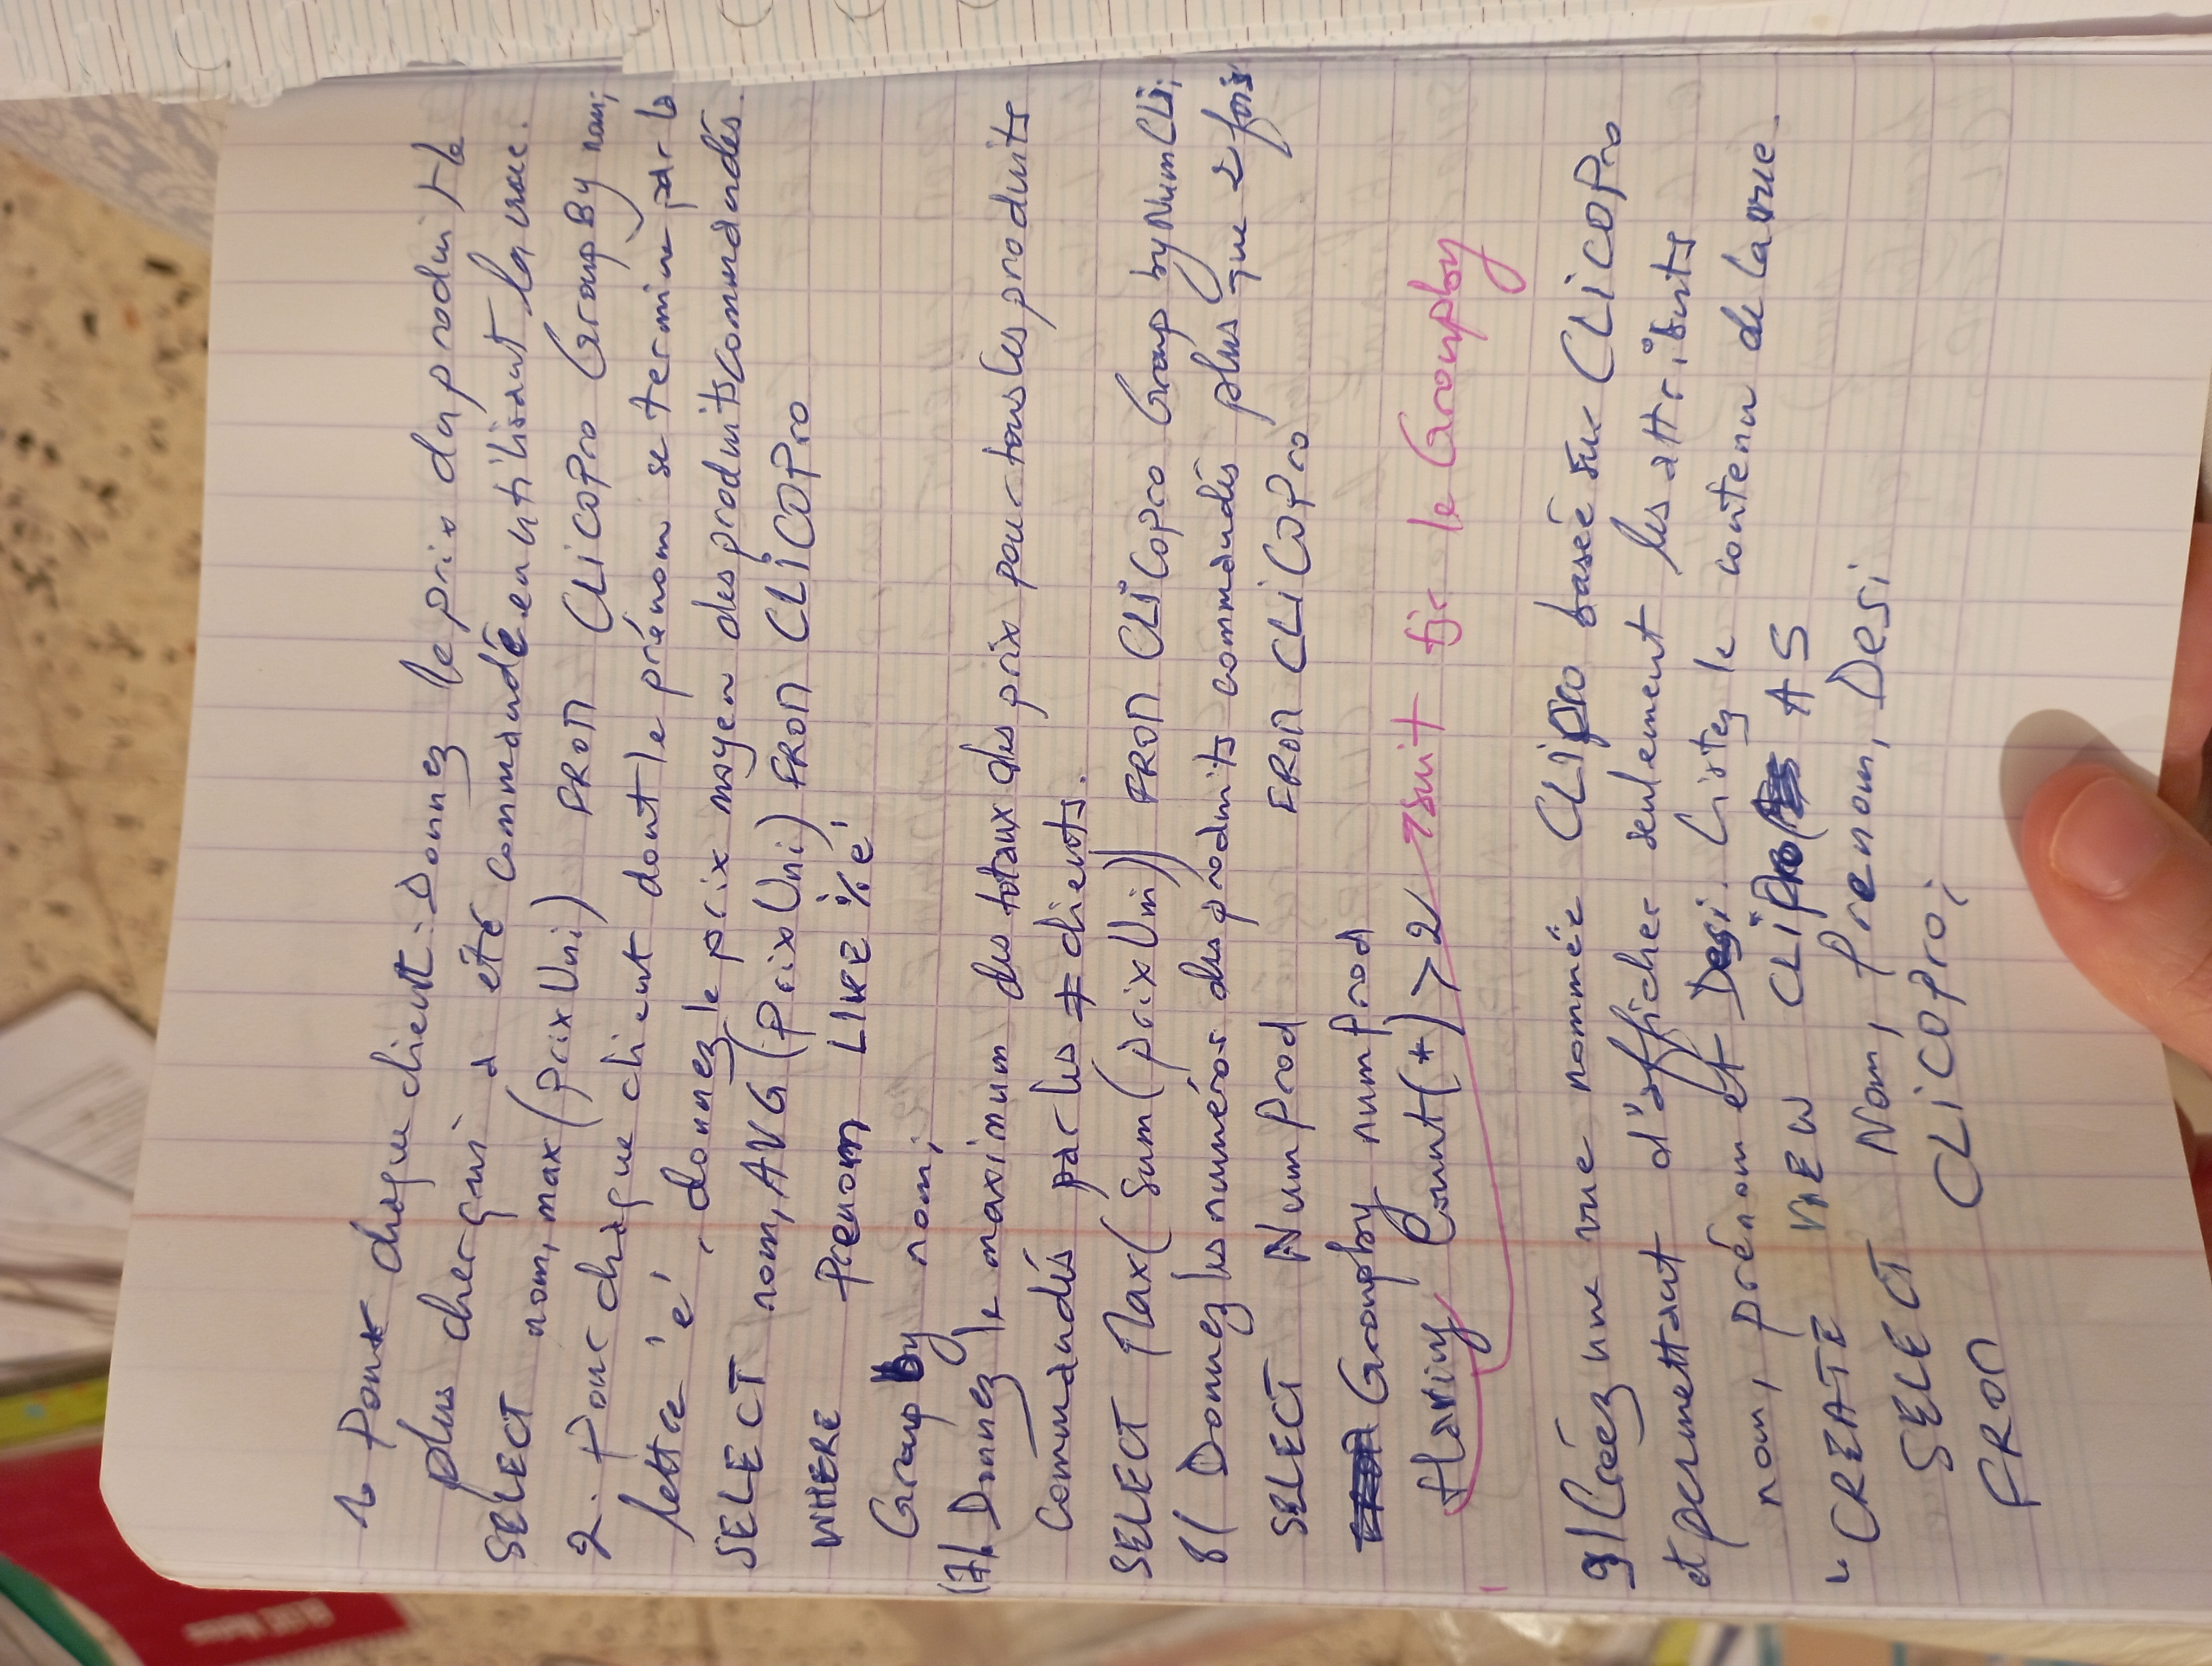 1. Pour chaque client : Donnez le prix du produit le
plus cher qui a été commandé en utilisant la vue.
SELECT nom, max (PrixUni) FROM CLiCOPro Group By nom;
2. Pour chaque client dont le prénom se termine par la
lettre 'e', donnez le prix moyen des produits commandés.
SELECT nom, AVG (PrixUni) FROM CLiCOPro
WHERE Prenom LIKE '%e'
Group by nom;
7) Donnez le maximum des totaux des prix pour tous les produits
Commandés par les ≠ clients.
SELECT Max( Sum (prixUni)) FROM CLiCopro Group by NumCli;
8) Donnez les numéros des produits commandés plus que 2 fois
SELECT NumProd FROM CLiCOPro
Groupby numProd
Having Count(*) > 2 suit tjr le Groupby
9) Créez une vue nommée CLiPro basée sur CLiCOPro
et permettant d'afficher seulement les attributs
nom, prénom et Desi. Listez le contenu de la vue.
CREATE VIEW CLiPro AS
SELECT Nom, Prenom, Desi
FROM CLiCOPro;
BLOC Notes